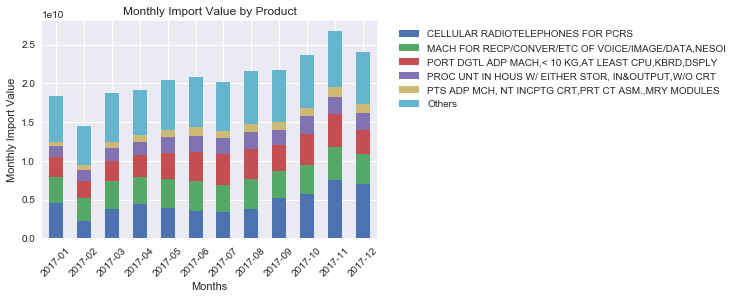 Monthly Import Value by Product
1e10
2.5
2.0
1.5
1.0
0.5
0.0
Monthly Import Value
2017-01
2017-02
2017-03
2017-04
2017-05
2017-06
2017-07
2017-08
2017-09
2017-10
2017-11
2017-12
Months
CELLULAR RADIOTELEPHONES FOR PCRS
MACH FOR RECP/CONVER/ETC OF VOICE/IMAGE/DATA,NESOI
PORT DGTL ADP MACH,< 10 KG,AT LEAST CPU,KBRD,DSPLY
PROC UNT IN HOUS W/ EITHER STOR, IN&OUTPUT,W/O CRT
PTS ADP MCH, NT INCPTG CRT,PRT CT ASM.,MRY MODULES
Others